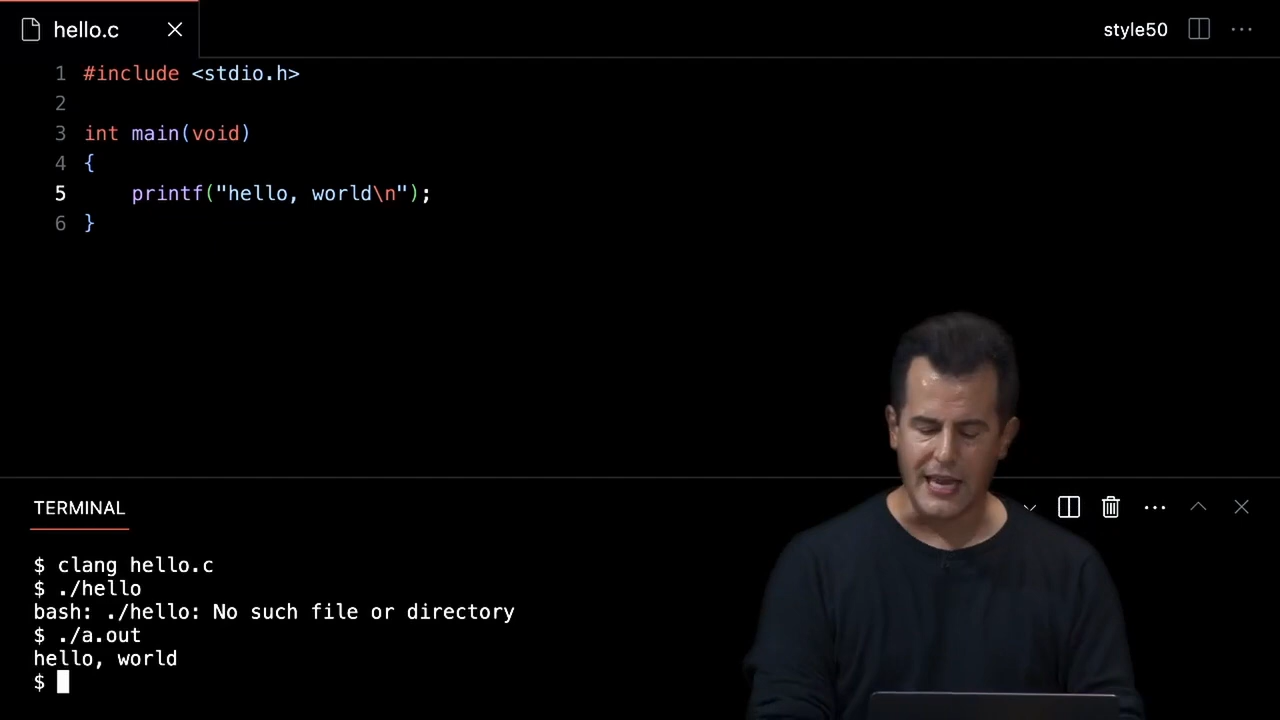 hello.c
style50
1 #include <stdio.h>
2
3 int main(void)
4 {
5     printf("hello, world\n");
6 }
TERMINAL
$ clang hello.c
$ ./hello
bash: ./hello: No such file or directory
$ ./a.out
hello, world
$